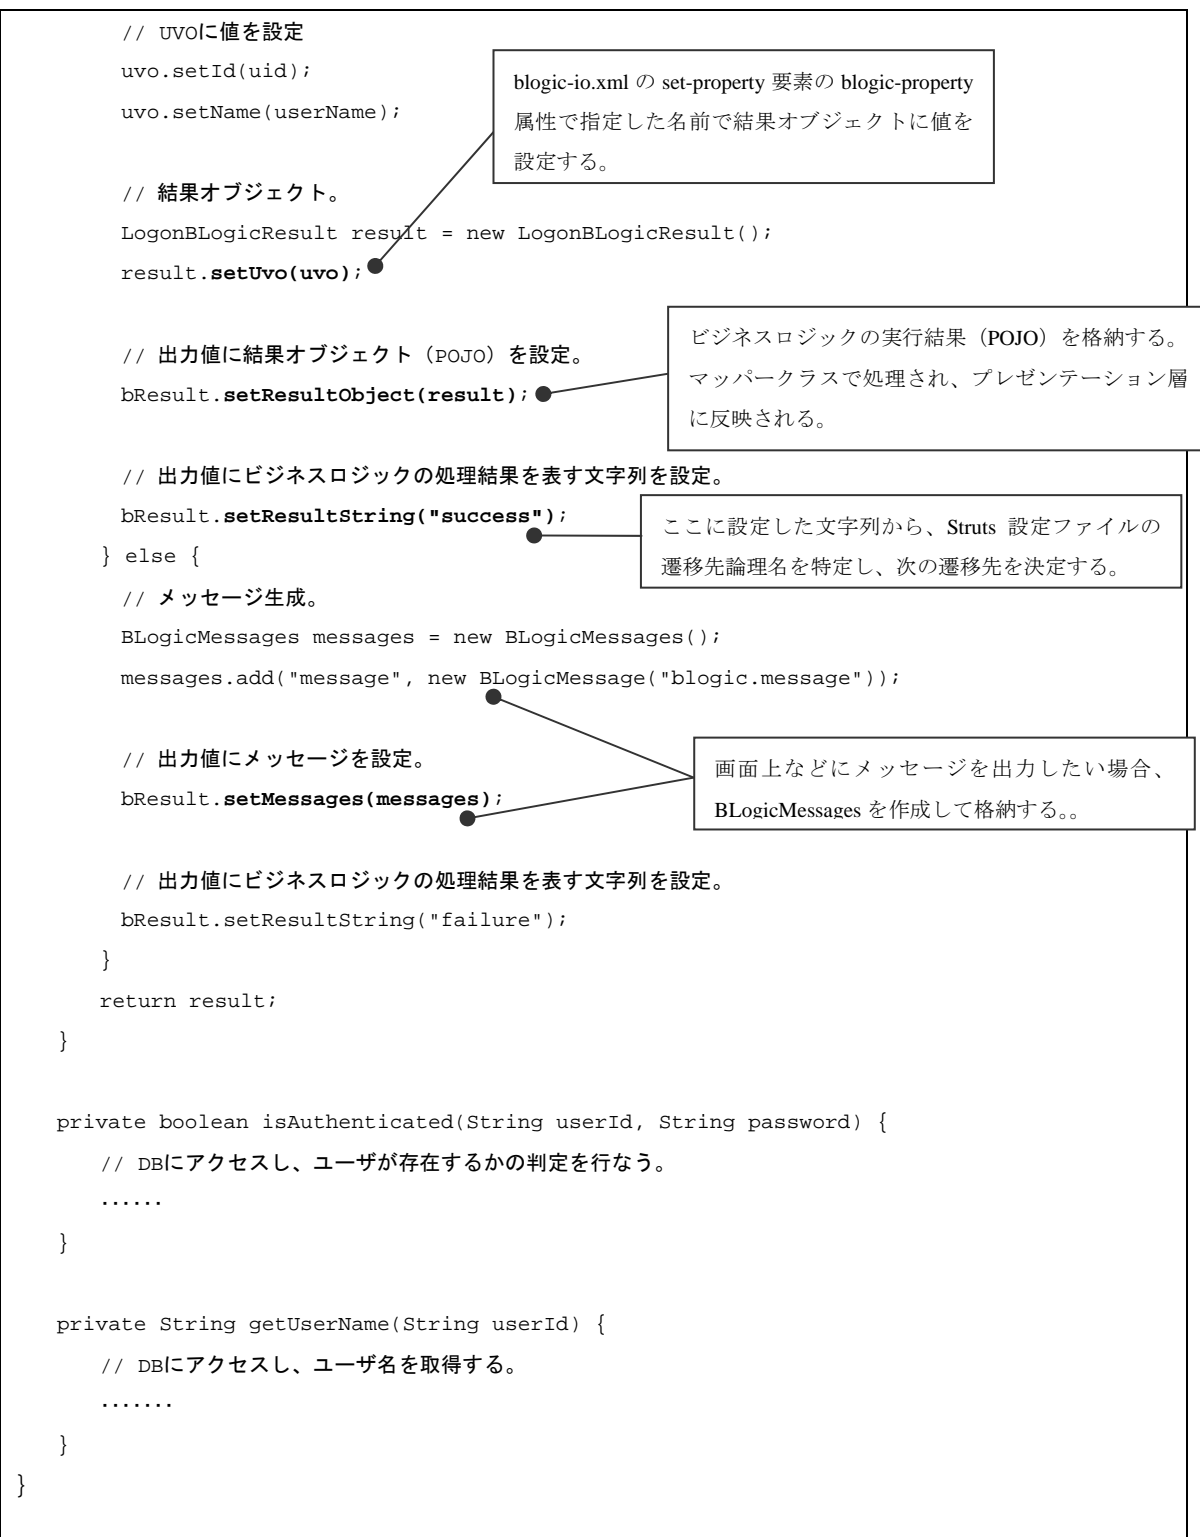 // UVOに値を設定
uvo.setId(uid);
uvo.setName(userName);
blogic-io.xml の set-property 要素の blogic-property
属性で指定した名前で結果オブジェクトに値を
設定する。
// 結果オブジェクト。
LogonBLogicResult result = new LogonBLogicResult();
result.setUvo(uvo);
// 出力値に結果オブジェクト（POJO）を設定。
bResult.setResultObject(result);
ビジネスロジックの実行結果（POJO）を格納する。
マッパークラスで処理され、プレゼンテーション層
に反映される。
// 出力値にビジネスロジックの処理結果を表す文字列を設定。
bResult.setResultString("success");
ここに設定した文字列から、Struts 設定ファイルの
遷移先論理名を特定し、次の遷移先を決定する。
} else {
// メッセージ生成。
BLogicMessages messages = new BLogicMessages();
messages.add("message", new BLogicMessage("blogic.message"));
// 出力値にメッセージを設定。
bResult.setMessages(messages);
画面上などにメッセージを出力したい場合、
BLogicMessages を作成して格納する。。
// 出力値にビジネスロジックの処理結果を表す文字列を設定。
bResult.setResultString("failure");
}
return result;
}
private boolean isAuthenticated(String userId, String password) {
// DBにアクセスし、ユーザが存在するかの判定を行なう。
......
}
private String getUserName(String userId) {
// DBにアクセスし、ユーザ名を取得する。
.......
}
}